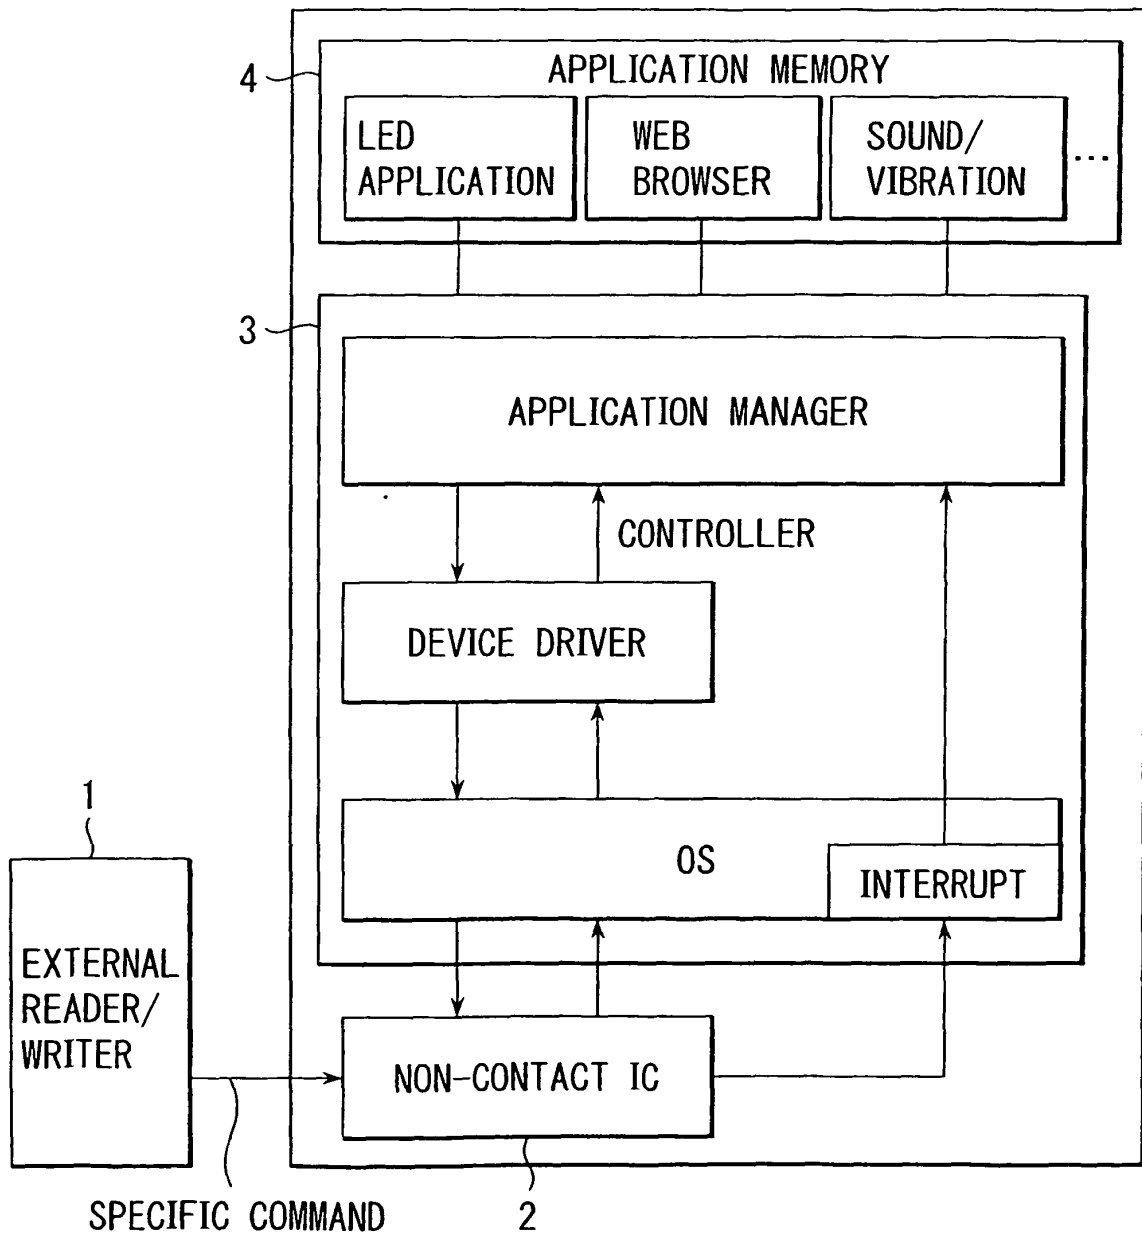 4
APPLICATION MEMORY
LED
APPLICATION
WEB
BROWSER
SOUND/
VIBRATION
...
3
APPLICATION MANAGER
CONTROLLER
DEVICE DRIVER
1
OS
INTERRUPT
EXTERNAL
READER/
WRITER
NON-CONTACT IC
SPECIFIC COMMAND
2